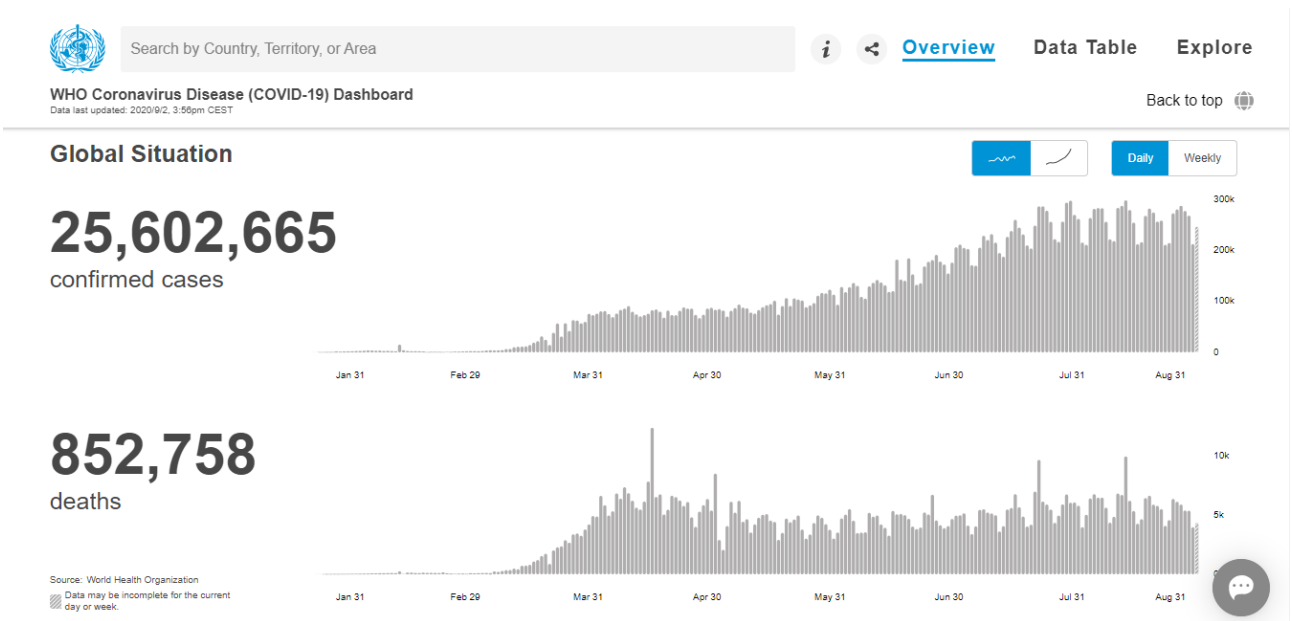 Search by Country, Territory, or Area
i
Overview Data Table Explore
WHO Coronavirus Disease (COVID-19) Dashboard
Data last updated: 2020/9/2, 3:56pm CEST
Back to top
Global Situation
Daily Weekly
25,602,665
confirmed cases
300k
200k
100k
0
Jan 31 Feb 29 Mar 31 Apr 30 May 31 Jun 30 Jul 31 Aug 31
852,758
deaths
10k
5k
Source: World Health Organization
Data may be incomplete for the current
day or week.
Jan 31 Feb 29 Mar 31 Apr 30 May 31 Jun 30 Jul 31 Aug 31